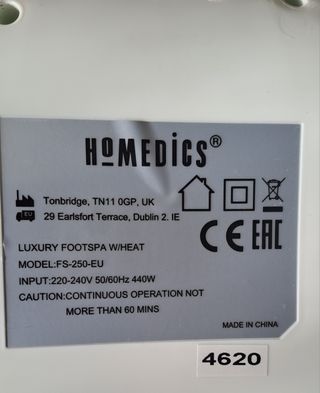 HOMEDICS®
Tonbridge, TN11 0GP, UK
EU 29 Earlsfort Terrace, Dublin 2. IE
CE EAC
LUXURY FOOTSPA W/HEAT
MODEL:FS-250-EU
INPUT:220-240V 50/60Hz 440W
CAUTION:CONTINUOUS OPERATION NOT
MORE THAN 60 MINS
MADE IN CHINA
4620